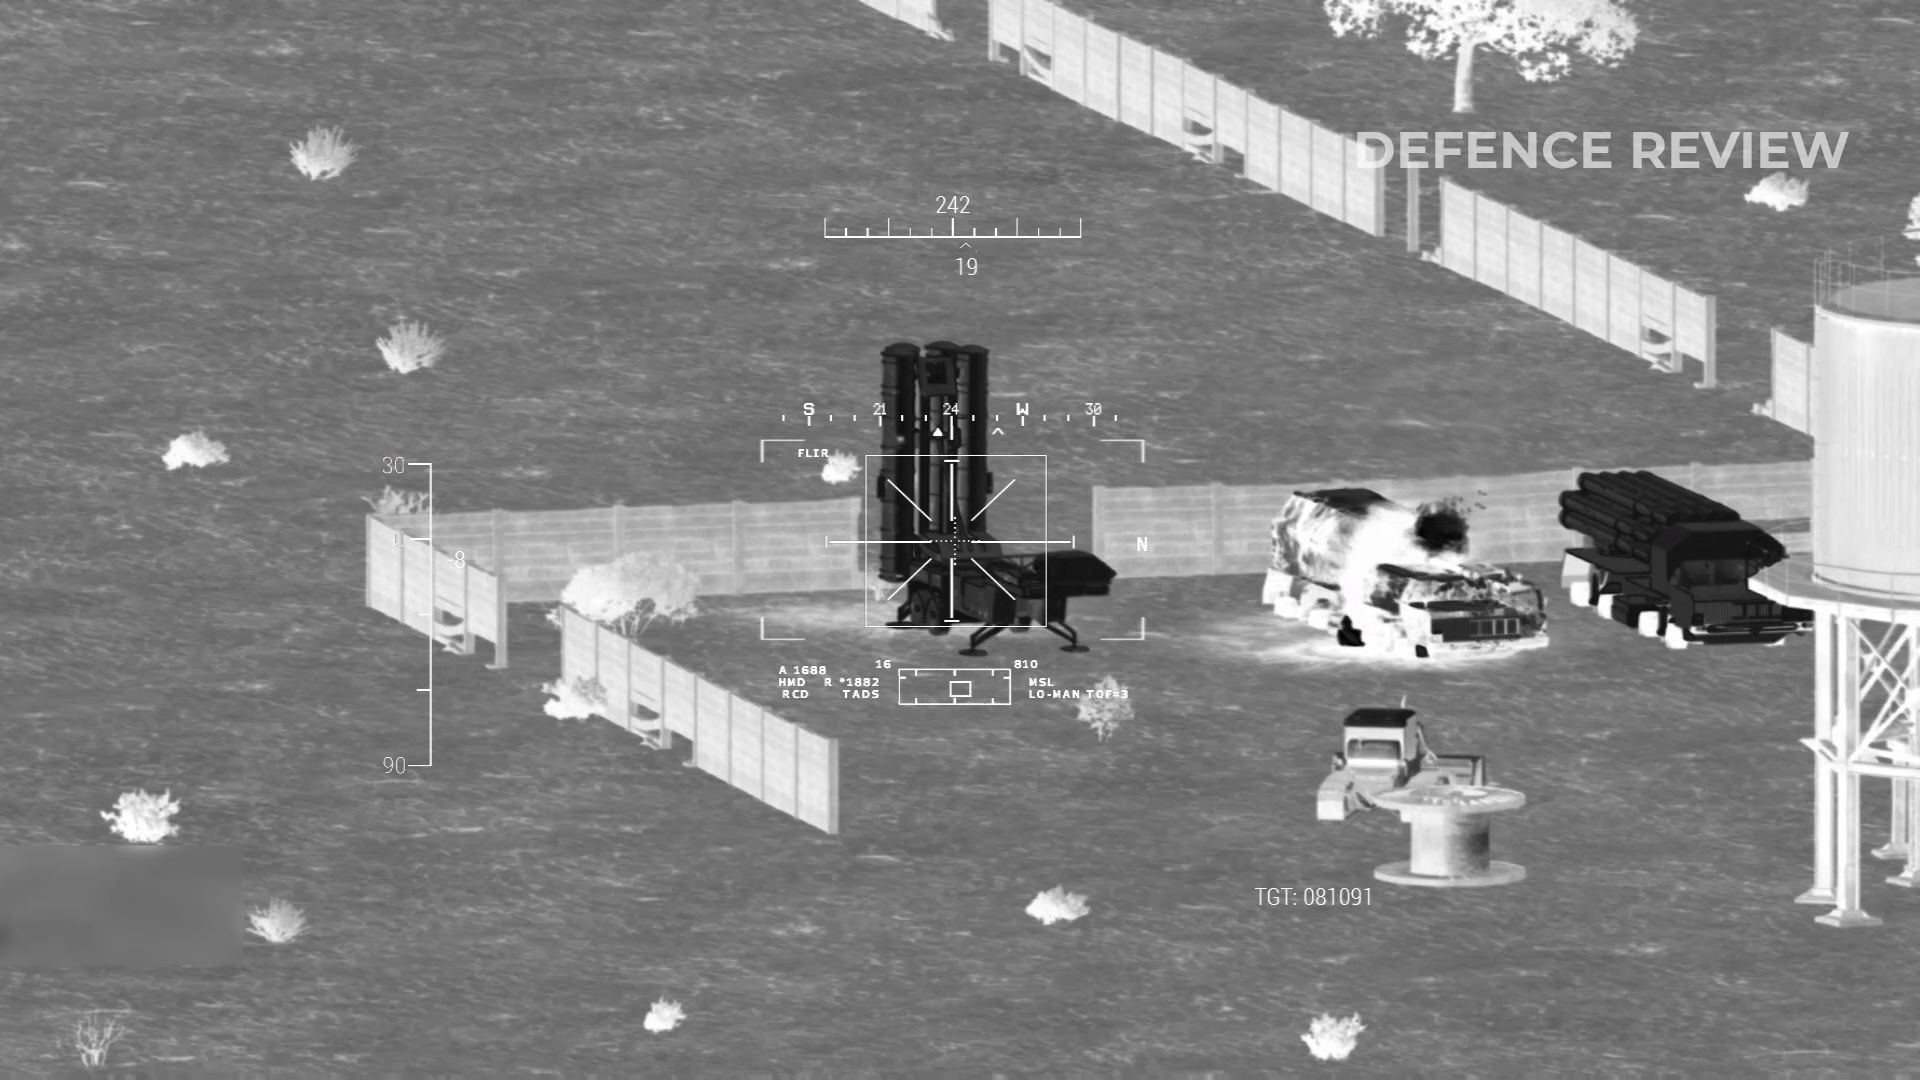 DEFENCE REVIEW
242
19
S 21 24 W 30
FLIR
30
-8
N
90
A 1688 16 810
HMD R *1882 MSL
RCD TADS LO-MAN TOF=3
TGT: 081091